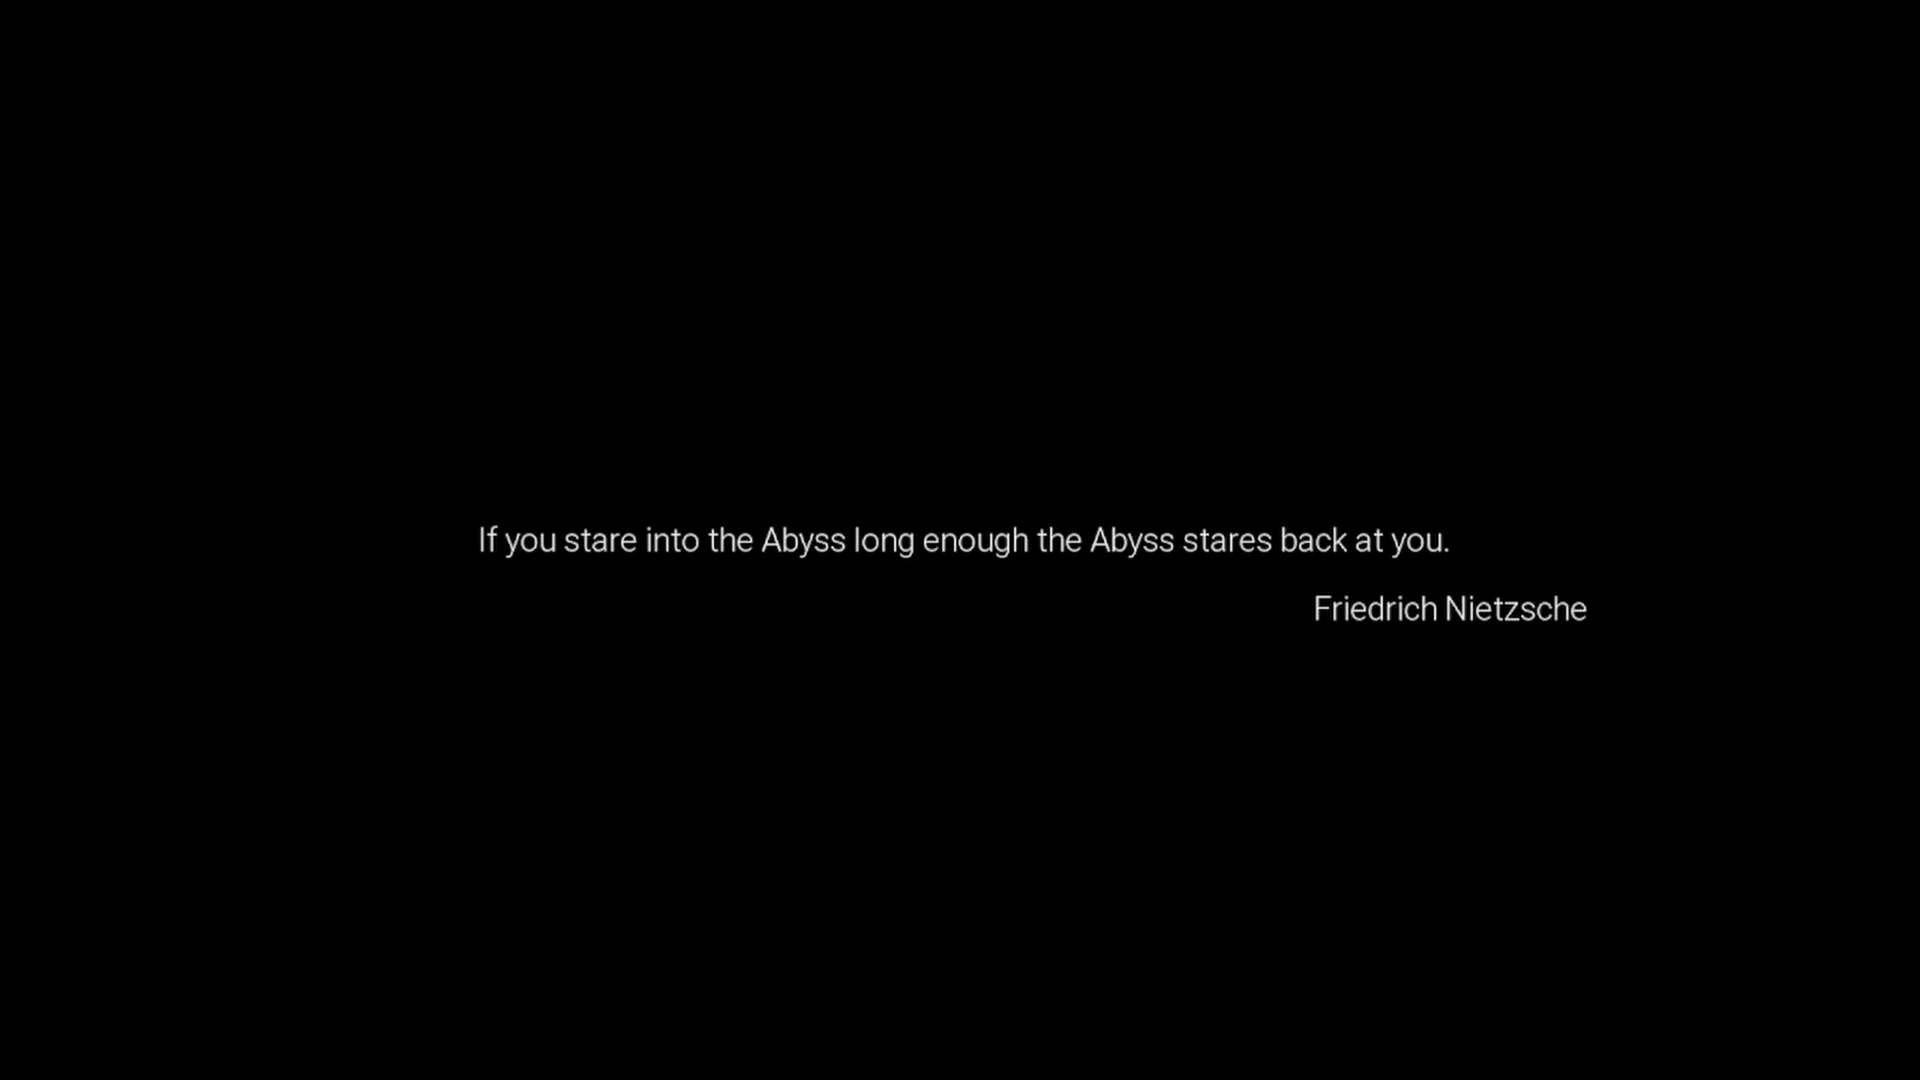 If you stare into the Abyss long enough the Abyss stares back at you.
Friedrich Nietzsche